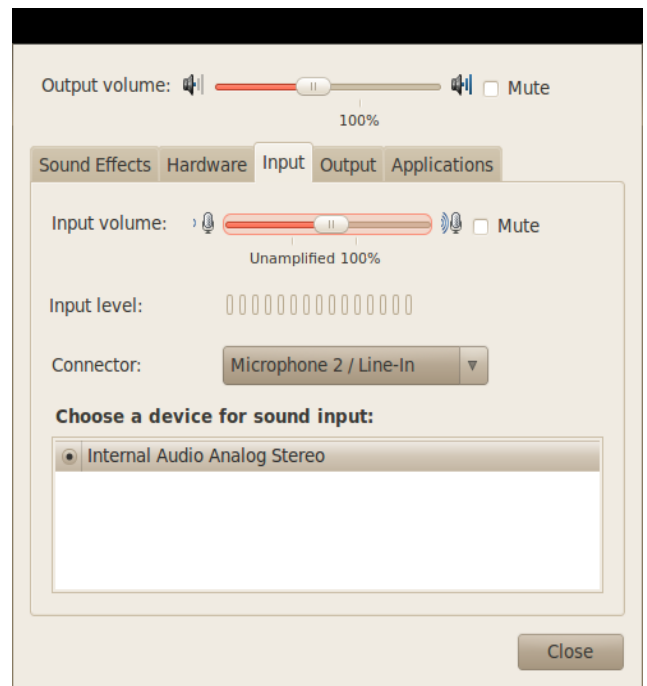 Output volume: Mute
100%
Sound Effects Hardware Input Output Applications
Input volume: Mute
Unamplified 100%
Input level:
Connector: Microphone 2 / Line-In
Choose a device for sound input:
Internal Audio Analog Stereo
Close